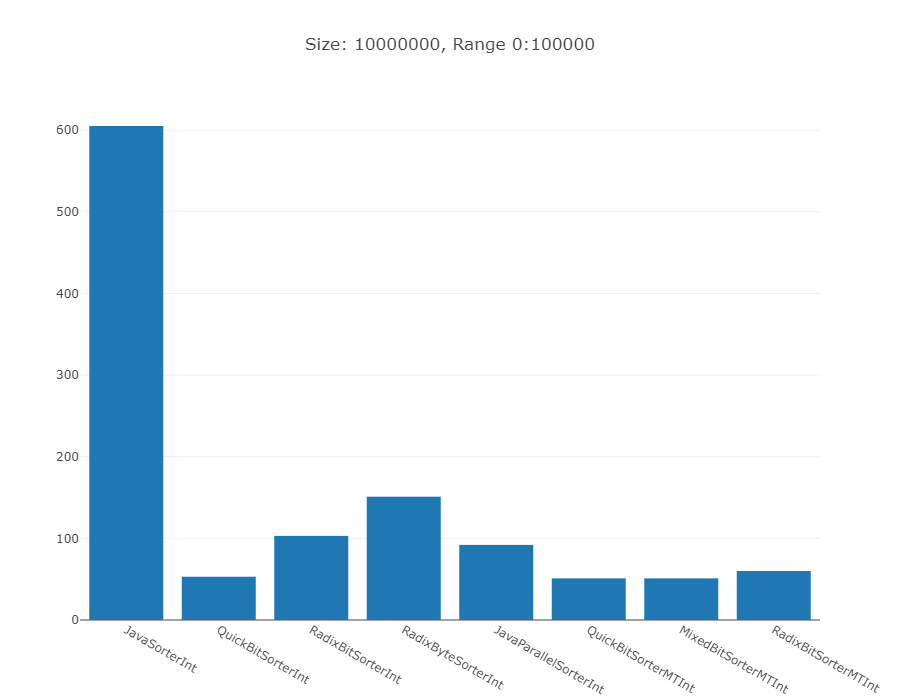 Size: 10000000, Range 0:100000
600
500
400
300
200
100
0
JavaSorterInt
QuickBitSorterInt
RadixBitSorterInt
RadixByteSorterInt
JavaParallelSorterInt
QuickBitSorterMTInt
MixedBitSorterMTInt
RadixBitSorterMTInt